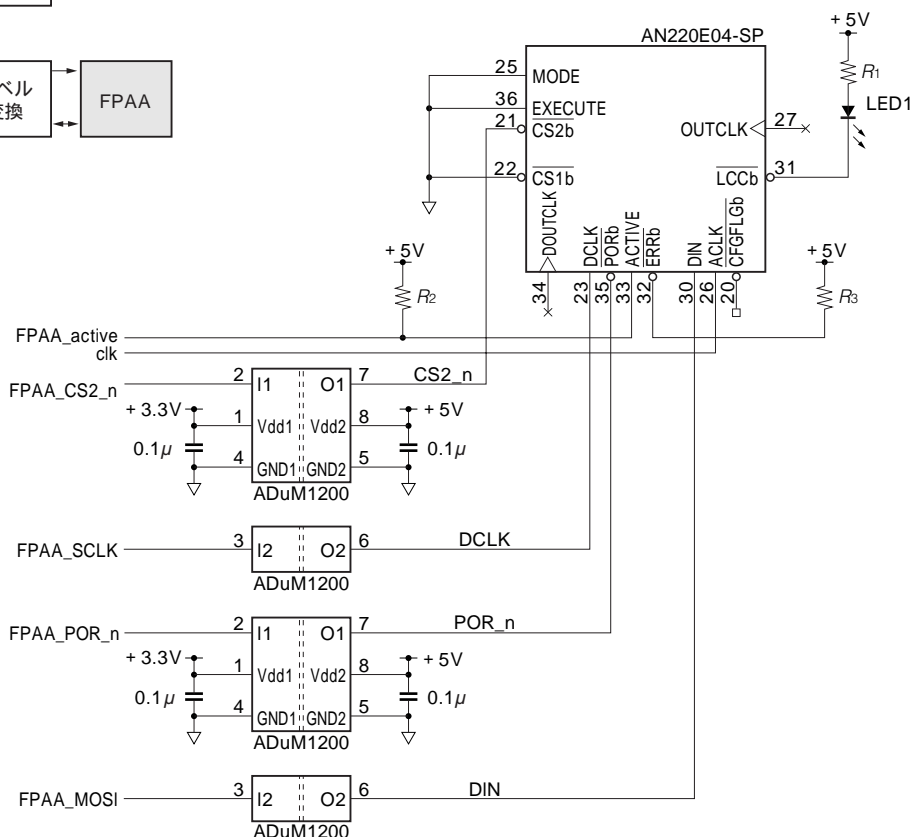 ベル
変換
FPAA
AN220E04-SP
+5V
R1
LED1
25 MODE
36 EXECUTE
21 CS2b
22 CS1b
OUTCLK 27
LCCb 31
DOUTCLK
DCLK
PORb
ACTIVE
ERRb
DIN
ACLK
CFGFLGb
34
23
35
33
32
30
26
20
+5V
R2
+5V
R3
FPAA_active
clk
FPAA_CS2_n
2 I1 O1 7 CS2_n
+3.3V
1 Vdd1 Vdd2 8
+5V
0.1μ
0.1μ
4 GND1 GND2 5
ADuM1200
FPAA_SCLK 3 I2 O2 6 DCLK
ADuM1200
FPAA_POR_n 2 I1 O1 7 POR_n
+3.3V
1 Vdd1 Vdd2 8
+5V
0.1μ
0.1μ
4 GND1 GND2 5
ADuM1200
FPAA_MOSI 3 I2 O2 6 DIN
ADuM1200